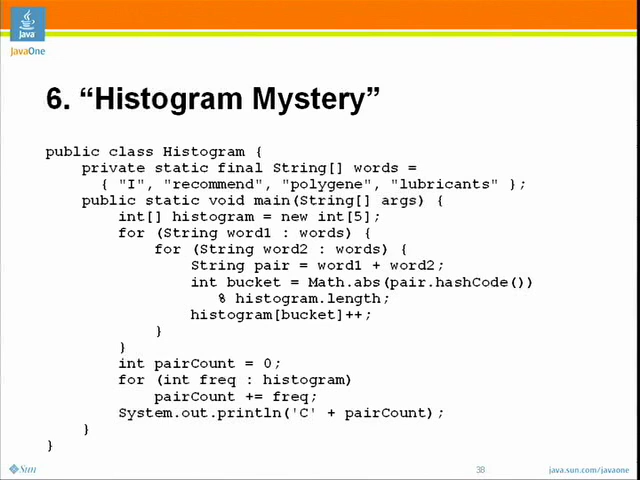 Java
JavaOne
6. “Histogram Mystery”
public class Histogram {
    private static final String[] words =
      { "I", "recommend", "polygene", "lubricants" };
    public static void main(String[] args) {
        int[] histogram = new int[5];
        for (String word1 : words) {
            for (String word2 : words) {
                String pair = word1 + word2;
                int bucket = Math.abs(pair.hashCode())
                   % histogram.length;
                histogram[bucket]++;
            }
        }
        int pairCount = 0;
        for (int freq : histogram)
            pairCount += freq;
        System.out.println('C' + pairCount);
    }
}
Sun
38
java.sun.com/javaone